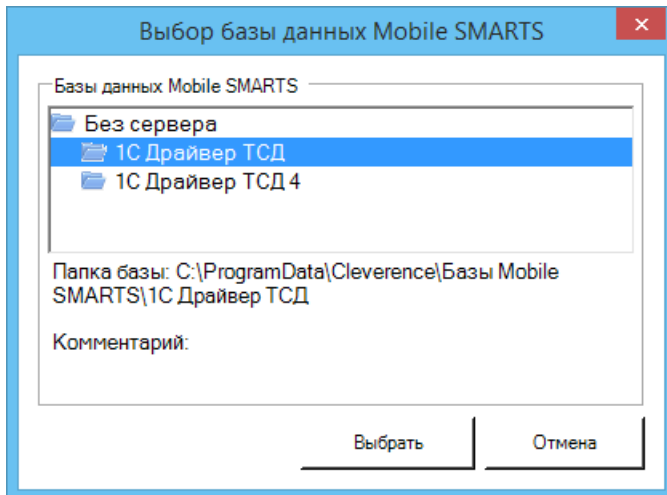 Выбор базы данных Mobile SMARTS
Базы данных Mobile SMARTS
Без сервера
1С Драйвер ТСД
1С Драйвер ТСД 4
Папка базы: C:\ProgramData\Cleverence\Базы Mobile
SMARTS\1С Драйвер ТСД
Комментарий:
Выбрать
Отмена